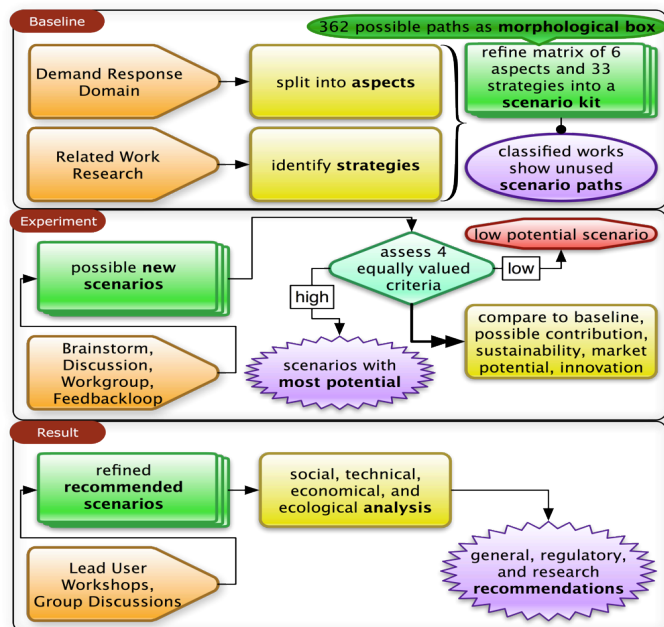 Baseline
362 possible paths as morphological box
Demand Response
Domain
split into aspects
refine matrix of 6
aspects and 33
strategies into a
scenario kit
Related Work
Research
identify strategies
classified works
show unused
scenario paths
Experiment
possible new
scenarios
assess 4
equally valued
criteria
low potential scenario
low
high
Brainstorm,
Discussion,
Workgroup,
Feedbackloop
scenarios with
most potential
compare to baseline,
possible contribution,
sustainability, market
potential, innovation
Result
refined
recommended
scenarios
social, technical,
economical, and
ecological analysis
Lead User
Workshops,
Group Discussions
general, regulatory,
and research
recommendations